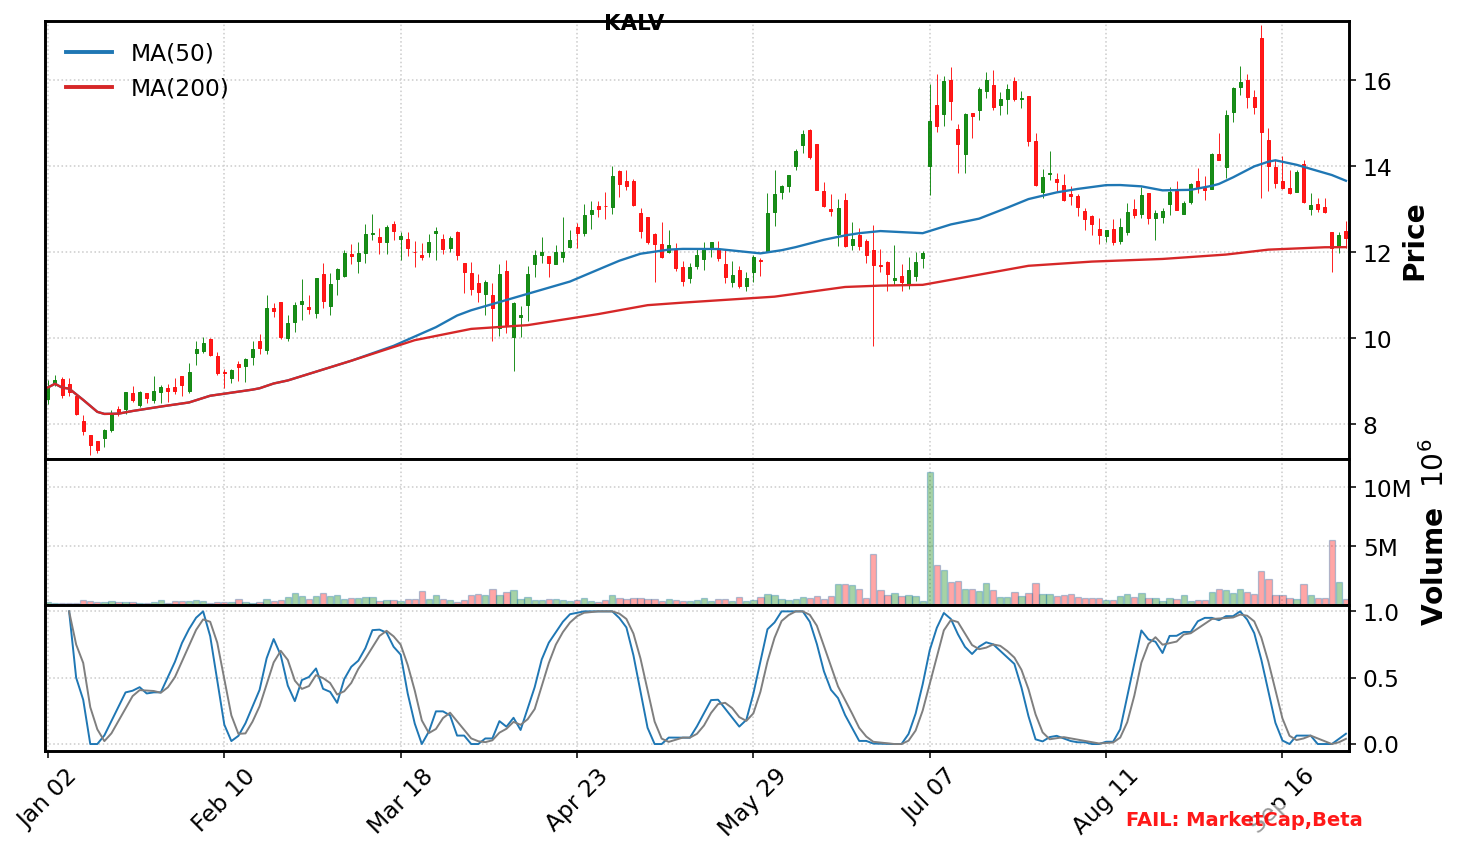 KALV
MA(50)
MA(200)
16
14
12
10
8
Price
10M
5M
Volume 10^6
1.0
0.5
0.0
Jan 02
Feb 10
Mar 18
Apr 23
May 29
Jul 07
Aug 11
Sep 16
FAIL: MarketCap,Beta